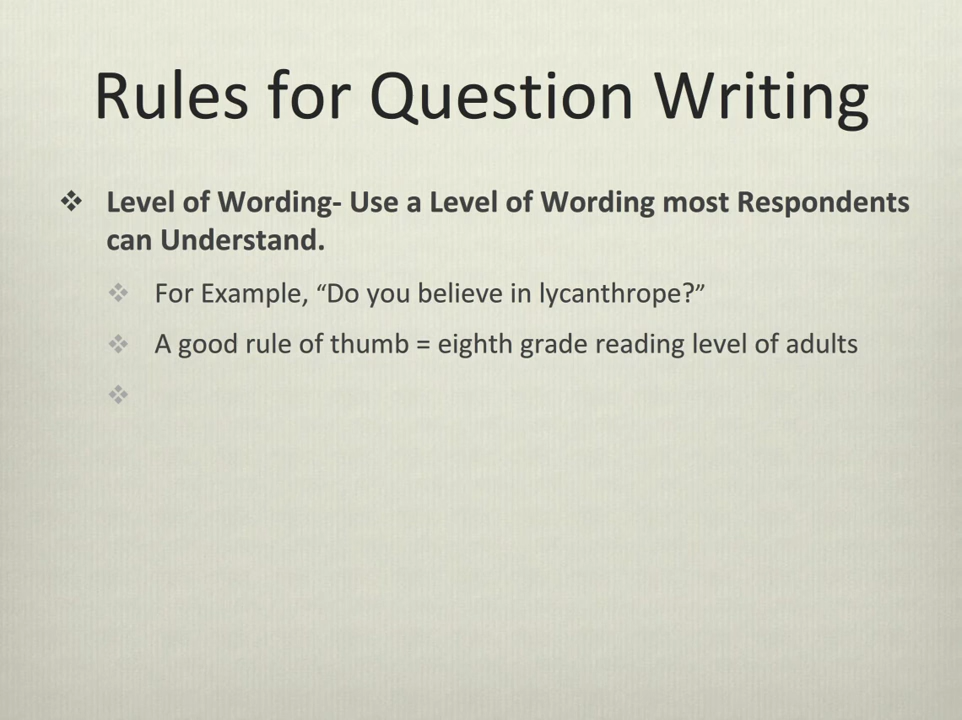 Rules for Question Writing
Level of Wording- Use a Level of Wording most Respondents
can Understand.
For Example, “Do you believe in lycanthrope?”
A good rule of thumb = eighth grade reading level of adults